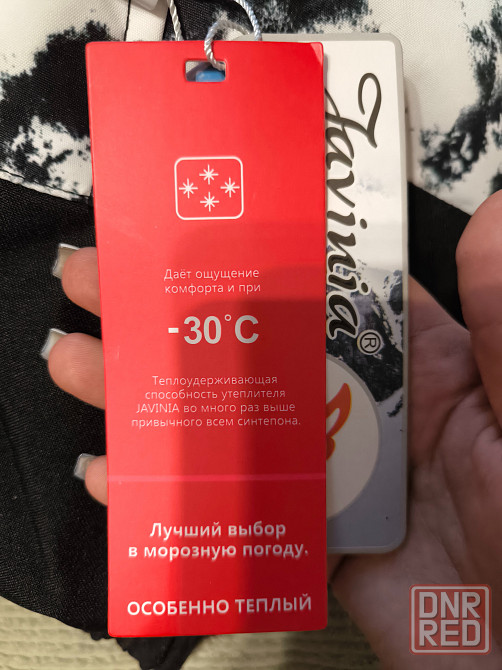 Даёт ощущение
комфорта и при
-30°C
Теплоудерживающая
способность утеплителя
JAVINIA во много раз выше
привычного всем синтепона.
Лучший выбор
в морозную погоду.
ОСОБЕННО ТЕПЛЫЙ
Javinia®
DNR
RED